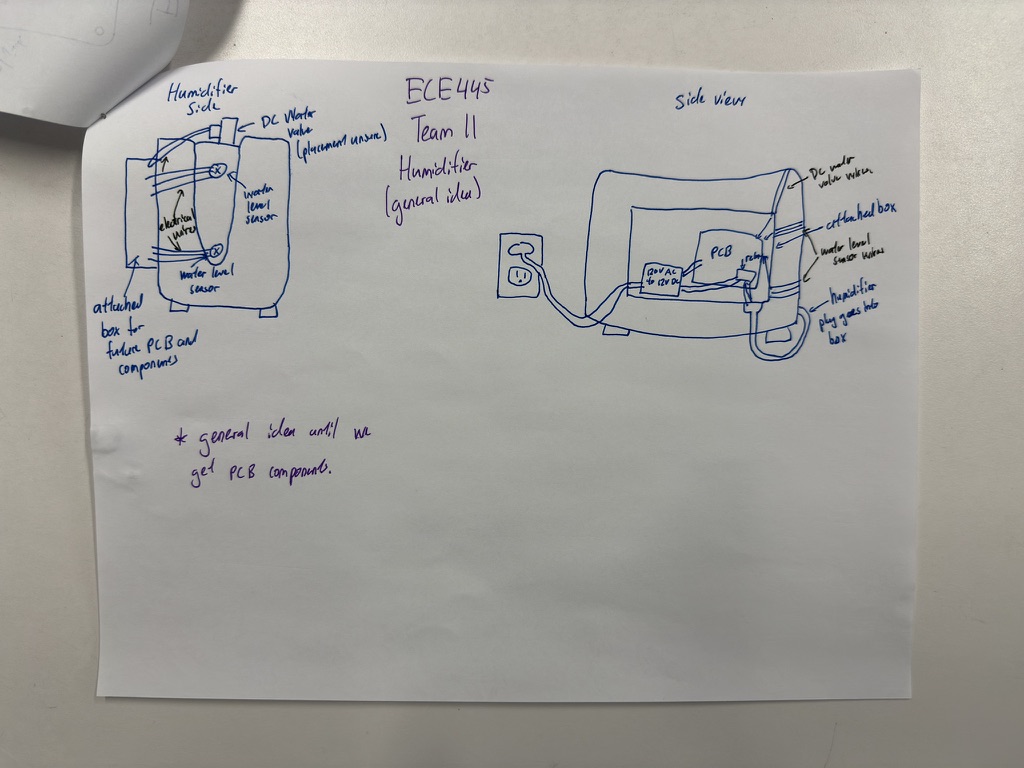 ECE445
Team 11
Humidifier
(general idea)
Humidifier
Side
DC Water
valve
(placement unsure)
water
level
sensor
electrical
wires
water level
sensor
attached
box for
future PCB and
components
Side view
DC water
valve wires
attached box
water level
sensor wires
PCB
relay
120V AC
to 12V DC
humidifier
plug goes into
box
* general idea until we
get PCB components.